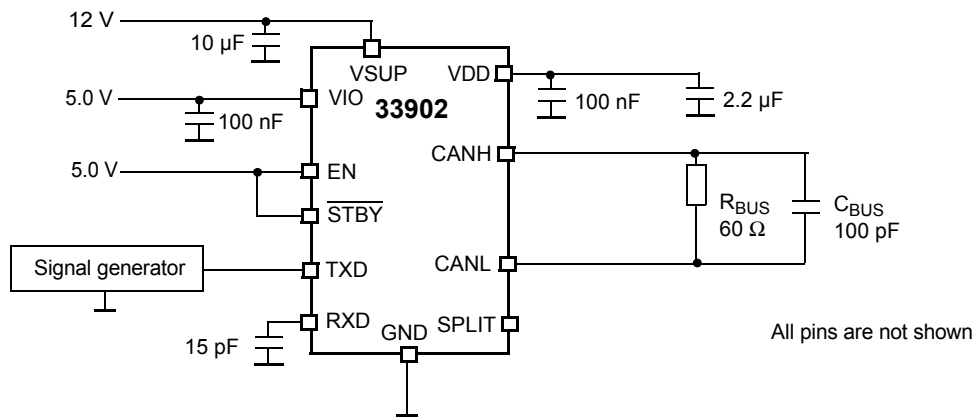 12 V
10 µF
VSUP
VDD
5.0 V
VIO
33902
100 nF
100 nF
2.2 µF
CANH
5.0 V
EN
STBY
RBUS
60 Ω
CBUS
100 pF
Signal generator
TXD
CANL
RXD
GND
SPLIT
15 pF
All pins are not shown